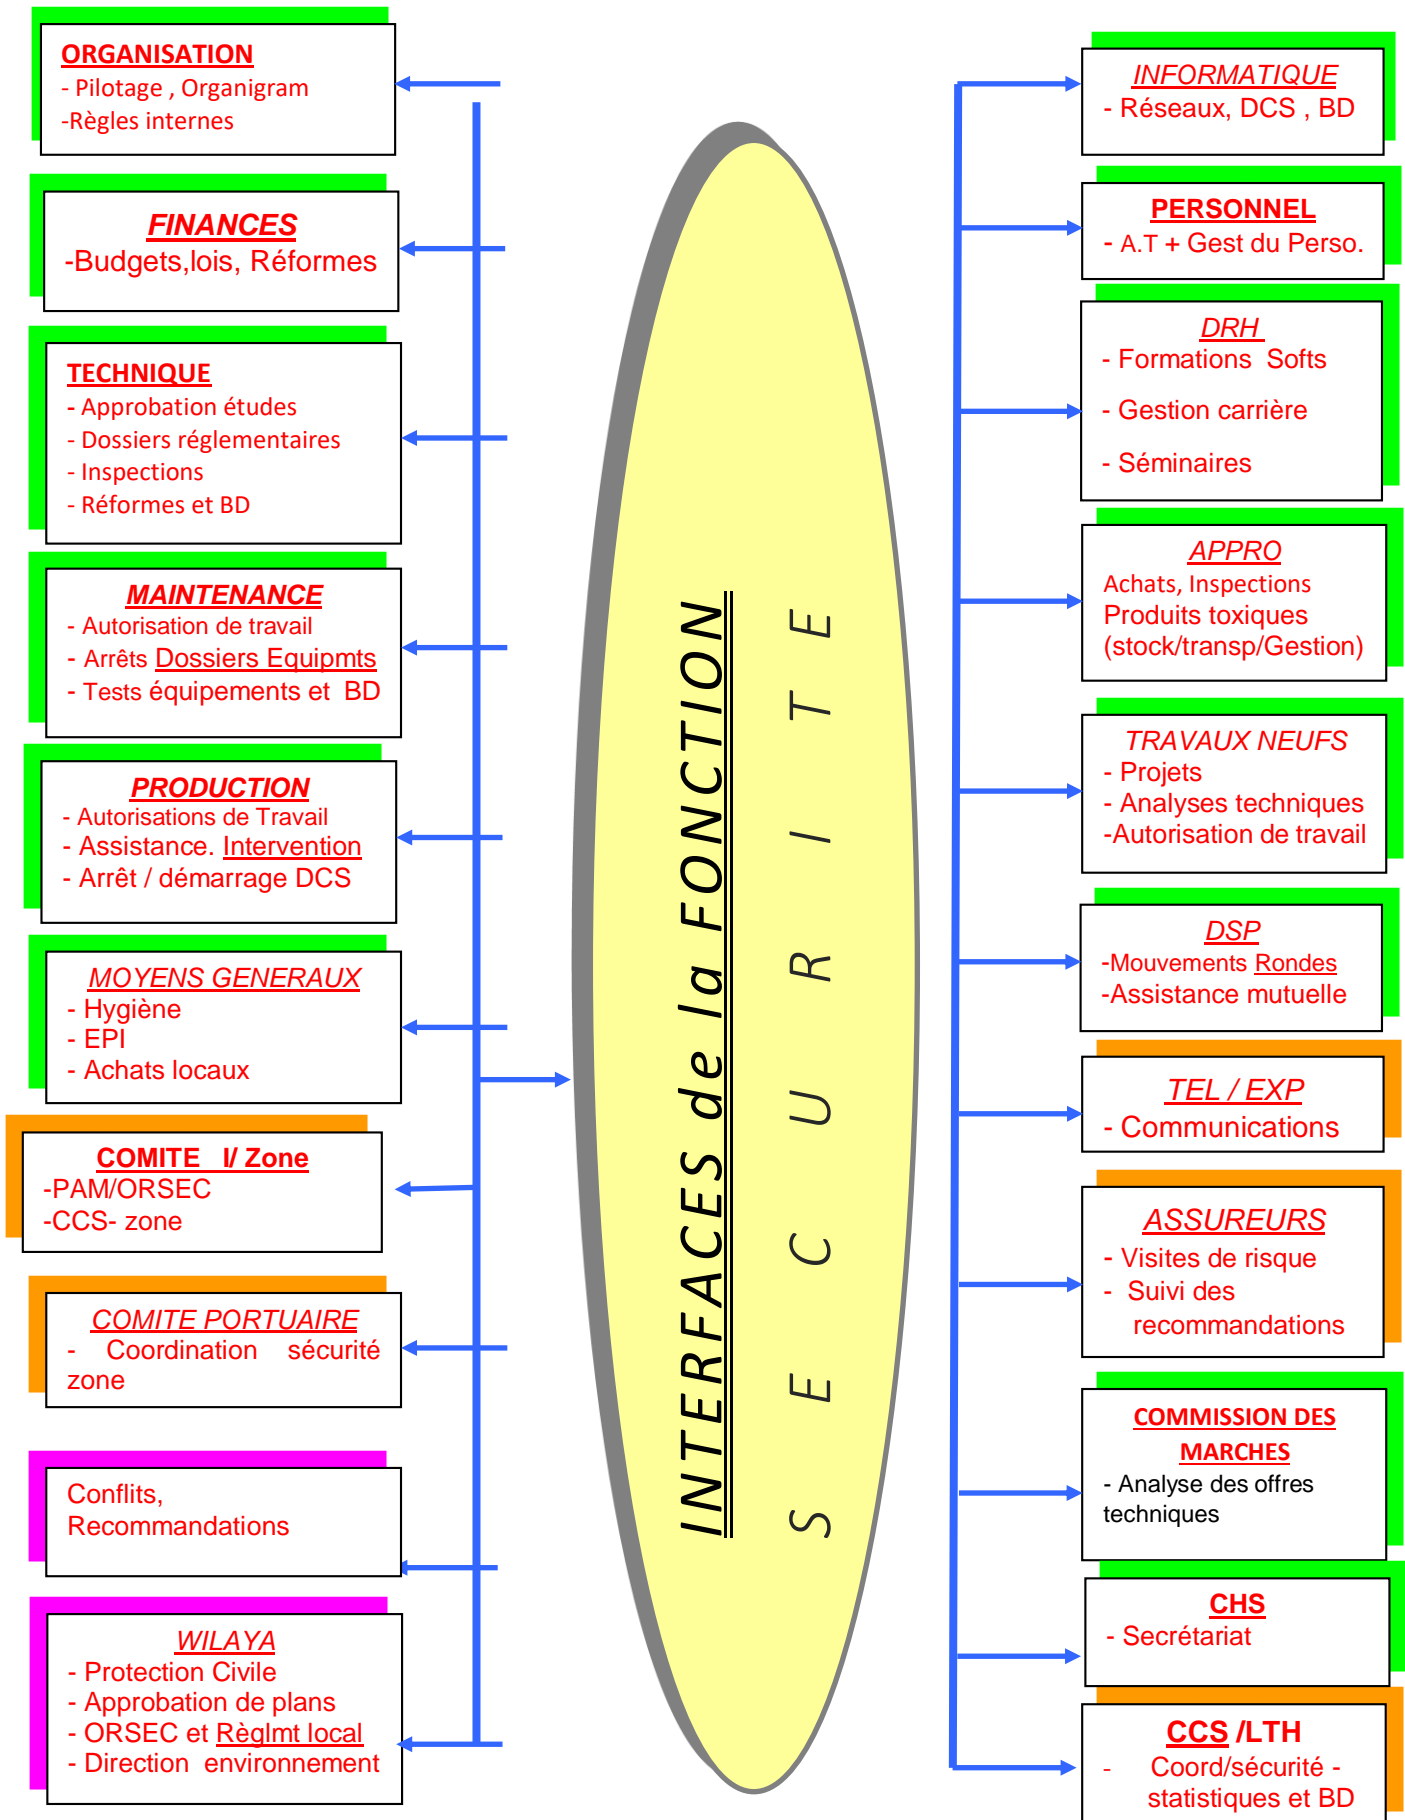 ORGANISATION
- Pilotage , Organigram
-Règles internes
FINANCES
-Budgets,lois, Réformes
TECHNIQUE
- Approbation études
- Dossiers réglementaires
- Inspections
- Réformes et BD
MAINTENANCE
- Autorisation de travail
- Arrêts Dossiers Equipmts
- Tests équipements et BD
PRODUCTION
- Autorisations de Travail
- Assistance. Intervention
- Arrêt / démarrage DCS
MOYENS GENERAUX
- Hygiène
- EPI
- Achats locaux
COMITE I/ Zone
-PAM/ORSEC
-CCS- zone
COMITE PORTUAIRE
- Coordination sécurité
zone
Conflits,
Recommandations
WILAYA
- Protection Civile
- Approbation de plans
- ORSEC et Règlmt local
- Direction environnement
INTERFACES de la FONCTION
S E C U R I T E
INFORMATIQUE
- Réseaux, DCS , BD
PERSONNEL
- A.T + Gest du Perso.
DRH
- Formations Softs
- Gestion carrière
- Séminaires
APPRO
Achats, Inspections
Produits toxiques
(stock/transp/Gestion)
TRAVAUX NEUFS
- Projets
- Analyses techniques
-Autorisation de travail
DSP
-Mouvements Rondes
-Assistance mutuelle
TEL / EXP
- Communications
ASSUREURS
- Visites de risque
- Suivi des
recommandations
COMMISSION DES
MARCHES
- Analyse des offres
techniques
CHS
- Secrétariat
CCS /LTH
- Coord/sécurité -
statistiques et BD